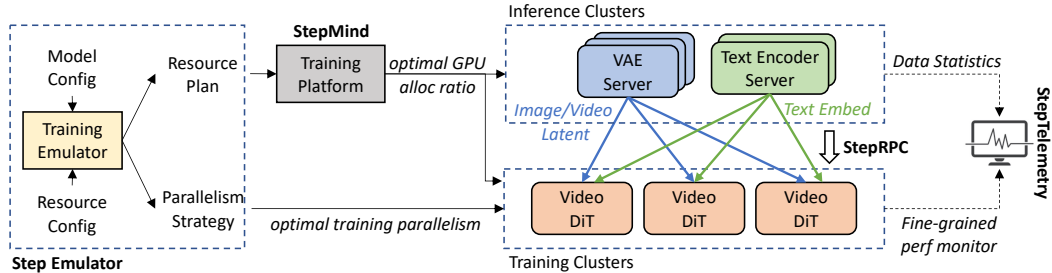 Model
Config
Training
Emulator
Resource
Config
Resource
Plan
Parallelism
Strategy
Step Emulator
StepMind
Training
Platform
optimal GPU
alloc ratio
optimal training parallelism
Inference Clusters
VAE
Server
Text Encoder
Server
Image/Video
Latent
Text Embed
StepRPC
Video
DiT
Video
DiT
Video
DiT
Training Clusters
Data Statistics
StepTelemetry
Fine-grained
perf monitor